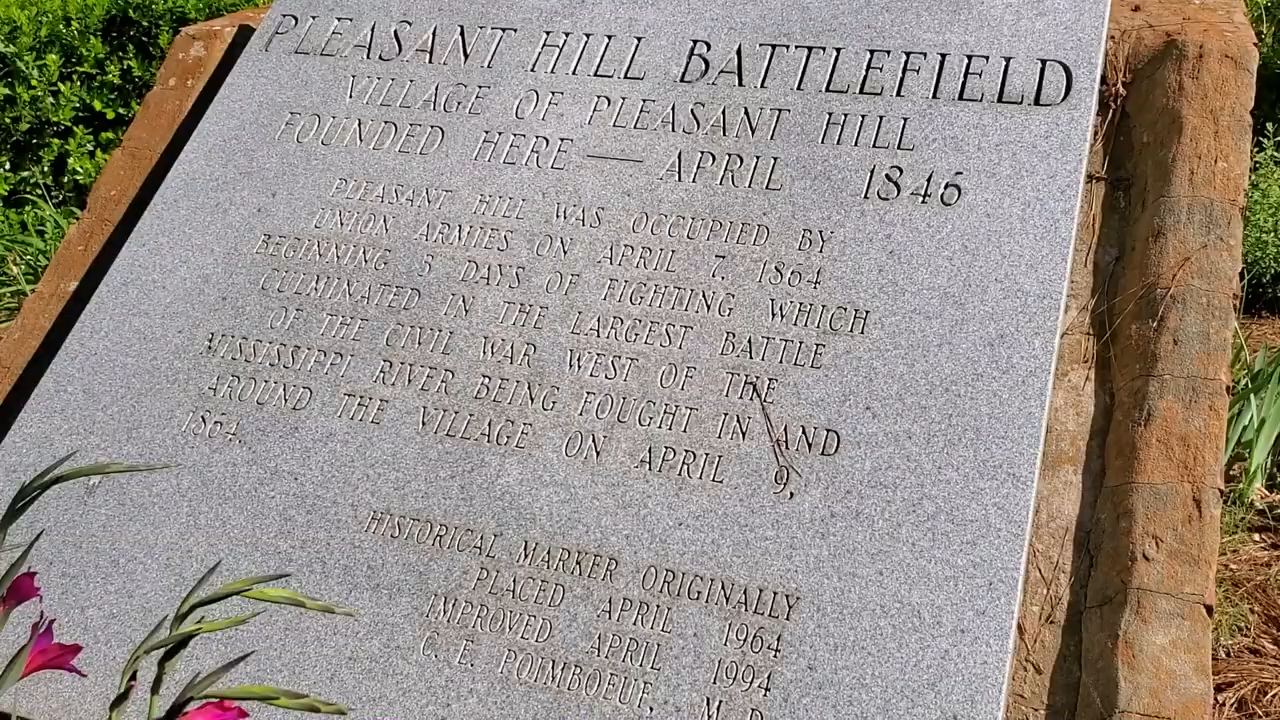 PLEASANT HILL BATTLEFIELD
VILLAGE OF PLEASANT HILL
FOUNDED HERE — APRIL 1846
PLEASANT HILL WAS OCCUPIED BY
UNION ARMIES ON APRIL 7, 1864
BEGINNING 3 DAYS OF FIGHTING WHICH
CULMINATED IN THE LARGEST BATTLE
OF THE CIVIL WAR WEST OF THE
MISSISSIPPI RIVER BEING FOUGHT IN AND
AROUND THE VILLAGE ON APRIL 9,
1864.
HISTORICAL MARKER ORIGINALLY
PLACED APRIL 1964
IMPROVED APRIL 1994
C. E. POIMBOEUF, M. D.